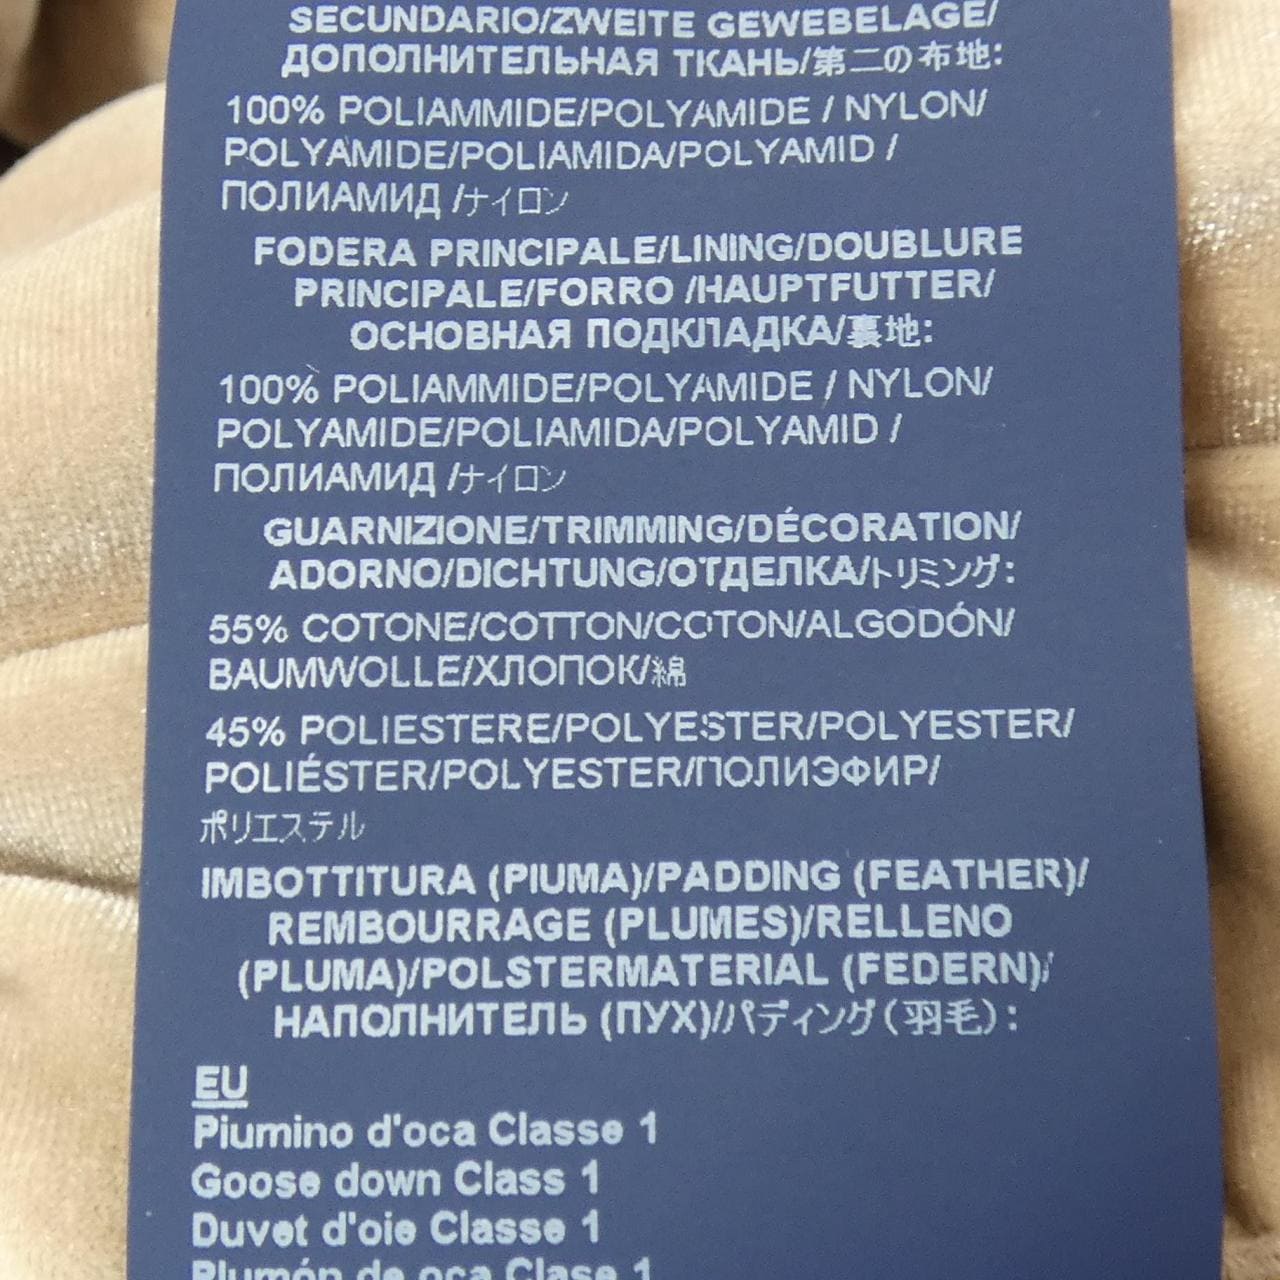 SECUNDARIO/ZWEITE GEWEBELAGE/
ДОПОЛНИТЕЛЬНАЯ ТКАНЬ/第二の布地:
100% POLIAMMIDE/POLYAMIDE / NYLON/
POLYAMIDE/POLIAMIDA/POLYAMID /
ПОЛИАМИД /ナイロン
FODERA PRINCIPALE/LINING/DOUBLURE
PRINCIPALE/FORRO /HAUPTFUTTER/
ОСНОВНАЯ ПОДКЛАДКА/裏地:
100% POLIAMMIDE/POLYAMIDE / NYLON/
POLYAMIDE/POLIAMIDA/POLYAMID /
ПОЛИАМИД /ナイロン
GUARNIZIONE/TRIMMING/DÉCORATION/
ADORNO/DICHTUNG/ОТДЕЛКА/トリミング:
55% COTONE/COTTON/COTON/ALGODÓN/
BAUMWOLLE/ХЛОПОК/綿
45% POLIESTERE/POLYESTER/POLYESTER/
POLIÉSTER/POLYESTER/ПОЛИЭФИР/
ポリエステル
IMBOTTITURA (PIUMA)/PADDING (FEATHER)/
REMBOURRAGE (PLUMES)/RELLENO
(PLUMA)/POLSTERMATERIAL (FEDERN)/
НАПОЛНИТЕЛЬ (ПУХ)/パディング(羽毛):
EU
Piumino d'oca Classe 1
Goose down Class 1
Duvet d'oie Classe 1
Plumón de oca Clase 1